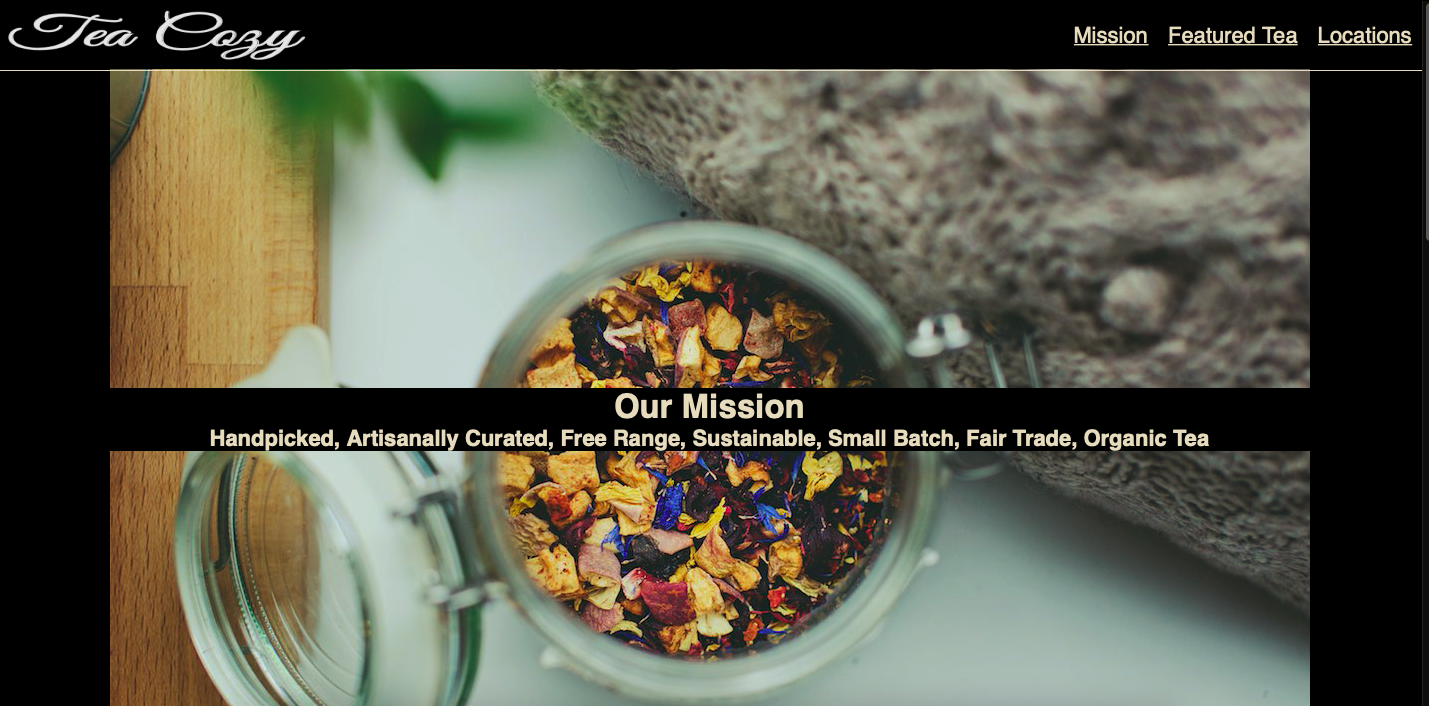 Tea Cozy
Mission Featured Tea Locations
Our Mission
Handpicked, Artisanally Curated, Free Range, Sustainable, Small Batch, Fair Trade, Organic Tea